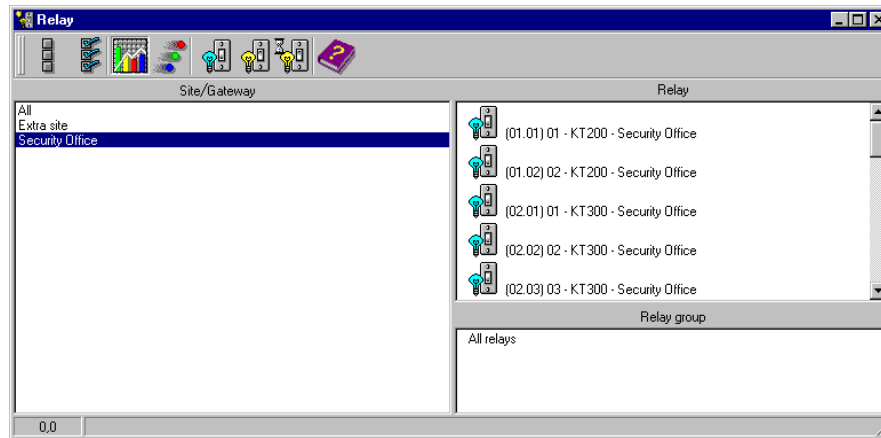 Relay
Site/Gateway
All
Extra site
Security Office
Relay
(01.01) 01 - KT200 - Security Office
(01.02) 02 - KT200 - Security Office
(02.01) 01 - KT300 - Security Office
(02.02) 02 - KT300 - Security Office
(02.03) 03 - KT300 - Security Office
Relay group
All relays
0,0